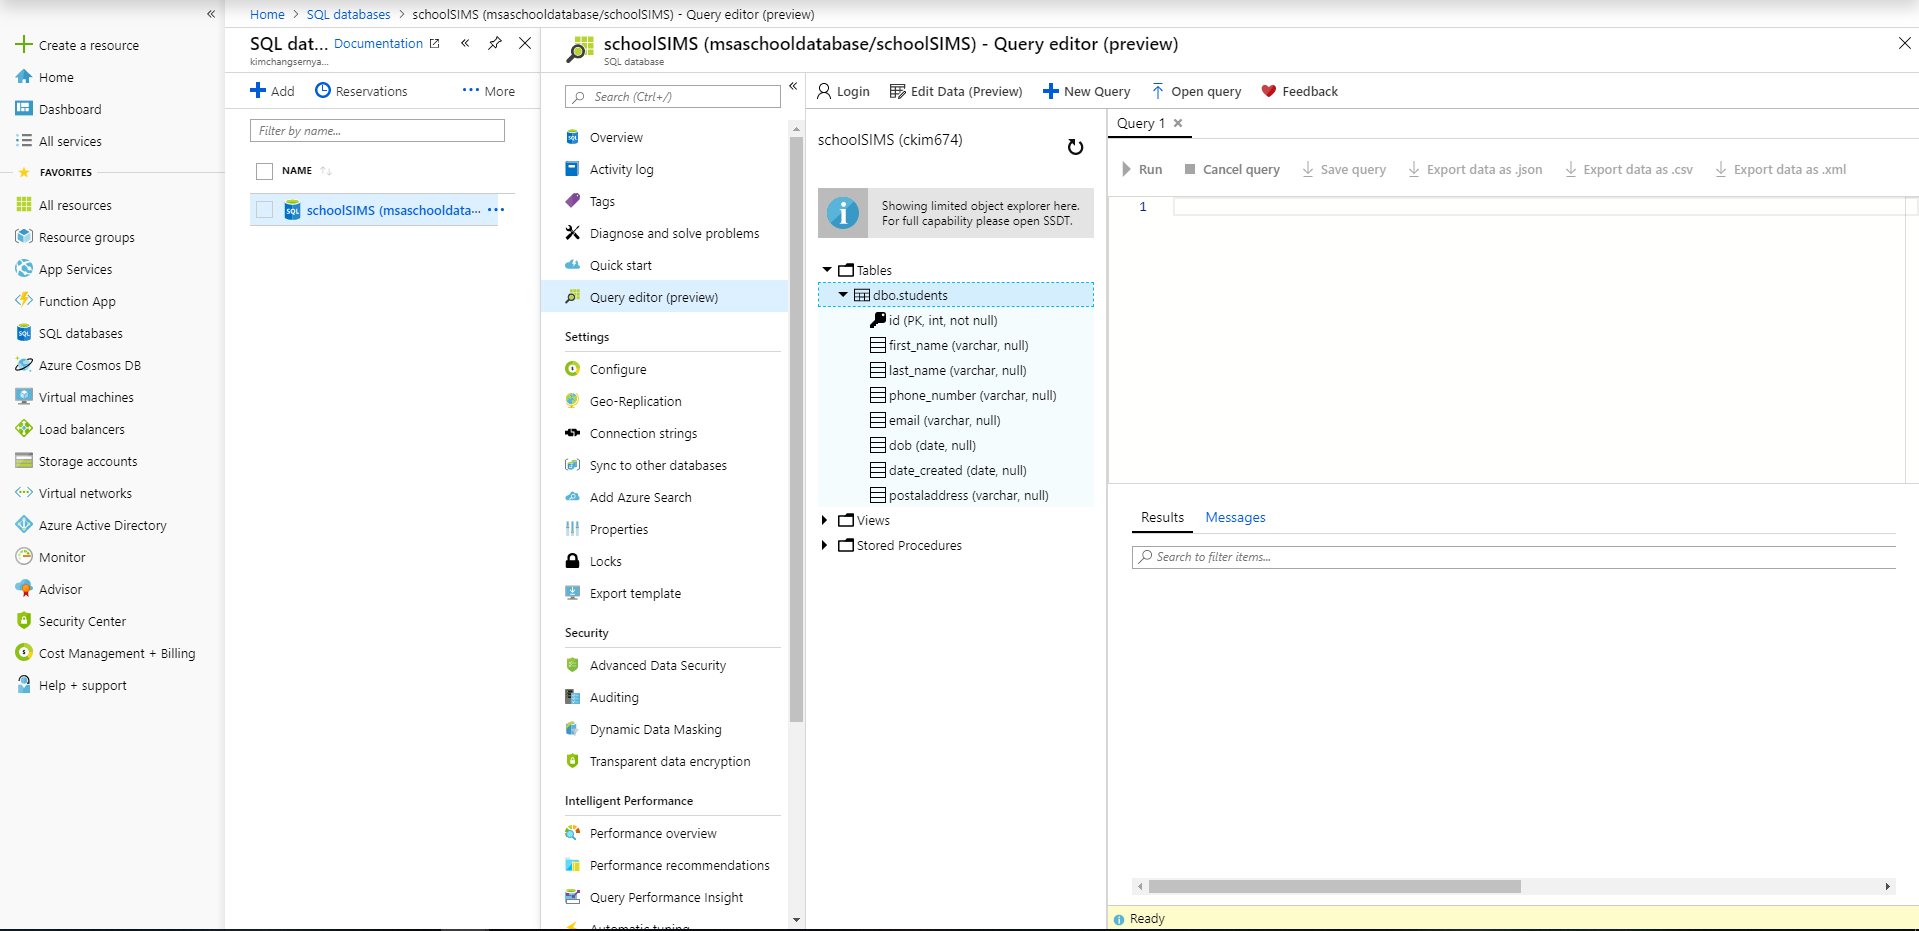 Home > SQL databases > schoolSIMS (msaschooldatabase/schoolSIMS) - Query editor (preview)
Create a resource
Home
Dashboard
All services
FAVORITES
All resources
Resource groups
App Services
Function App
SQL databases
Azure Cosmos DB
Virtual machines
Load balancers
Storage accounts
Virtual networks
Azure Active Directory
Monitor
Advisor
Security Center
Cost Management + Billing
Help + support
SQL dat... Documentation
kimchangsernya...
Add Reservations More
Filter by name...
NAME
schoolSIMS (msaschooldata...
schoolSIMS (msaschooldatabase/schoolSIMS) - Query editor (preview)
SQL database
Search (Ctrl+/)
Overview
Activity log
Tags
Diagnose and solve problems
Quick start
Query editor (preview)
Settings
Configure
Geo-Replication
Connection strings
Sync to other databases
Add Azure Search
Properties
Locks
Export template
Security
Advanced Data Security
Auditing
Dynamic Data Masking
Transparent data encryption
Intelligent Performance
Performance overview
Performance recommendations
Query Performance Insight
Automatic tuning
Login Edit Data (Preview) New Query Open query Feedback
schoolSIMS (ckim674)
Showing limited object explorer here.
For full capability please open SSDT.
Tables
dbo.students
id (PK, int, not null)
first_name (varchar, null)
last_name (varchar, null)
phone_number (varchar, null)
email (varchar, null)
dob (date, null)
date_created (date, null)
postaladdress (varchar, null)
Views
Stored Procedures
Query 1
Run Cancel query Save query Export data as .json Export data as .csv Export data as .xml
1
Results Messages
Search to filter items...
Ready